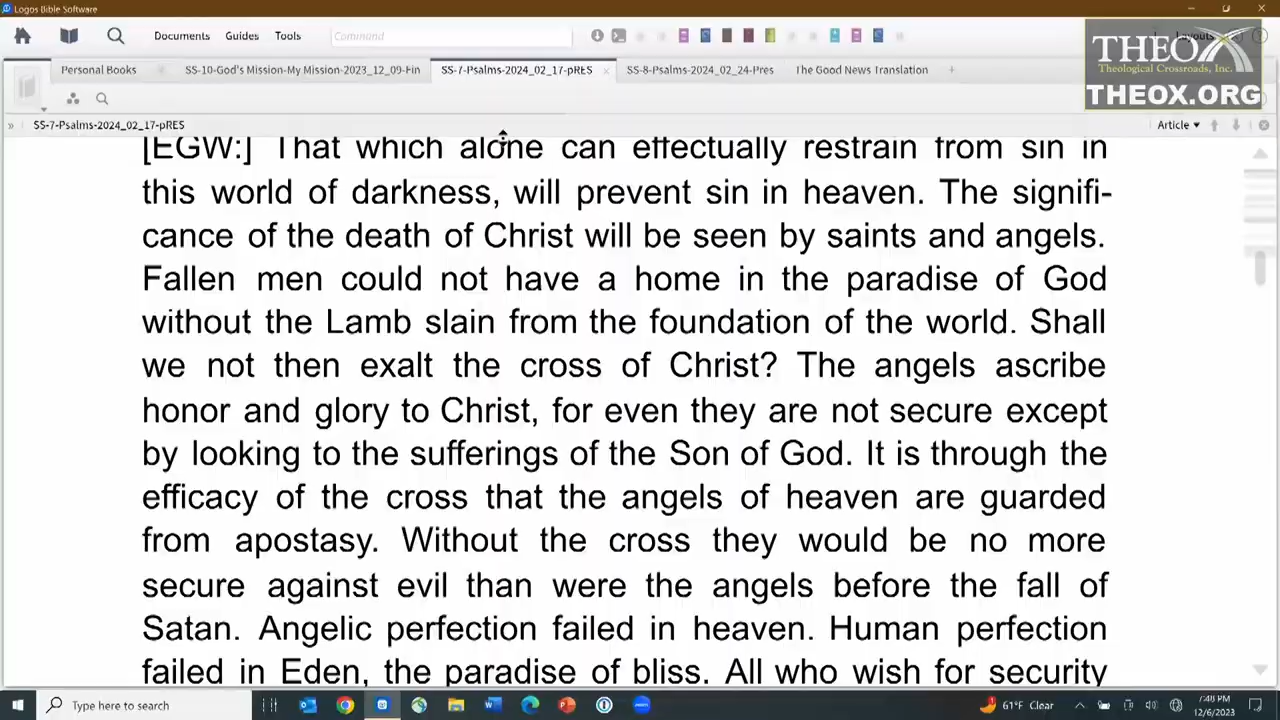 Logos Bible Software
Documents Guides Tools Command Layouts
THEOX
Theological Crossroads, Inc.
THEOX.ORG
Personal Books SS-10-God's Mission-My Mission-2023_12_09-Fin SS-7-Psalms-2024_02_17-pRES SS-8-Psalms-2024_02_24-Pres The Good News Translation
SS-7-Psalms-2024_02_17-pRES Article
[EGW:] That which alone can effectually restrain from sin in
this world of darkness, will prevent sin in heaven. The signifi-
cance of the death of Christ will be seen by saints and angels.
Fallen men could not have a home in the paradise of God
without the Lamb slain from the foundation of the world. Shall
we not then exalt the cross of Christ? The angels ascribe
honor and glory to Christ, for even they are not secure except
by looking to the sufferings of the Son of God. It is through the
efficacy of the cross that the angels of heaven are guarded
from apostasy. Without the cross they would be no more
secure against evil than were the angels before the fall of
Satan. Angelic perfection failed in heaven. Human perfection
failed in Eden, the paradise of bliss. All who wish for security
Type here to search 61°F Clear 7:48 PM
12/6/2023